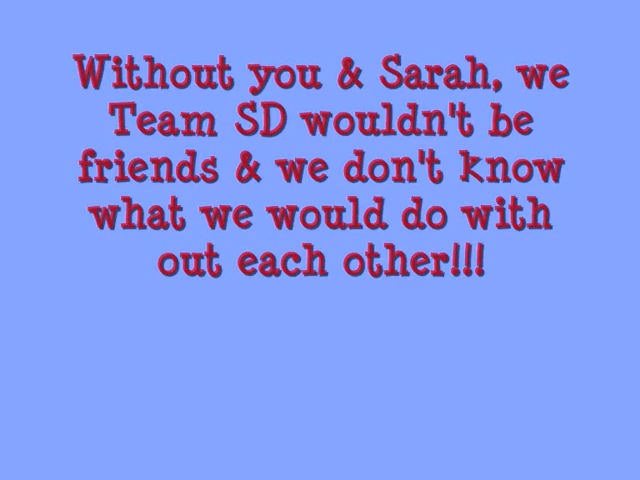 Without you & Sarah, we
Team SD wouldn't be
friends & we don't know
what we would do with
out each other!!!